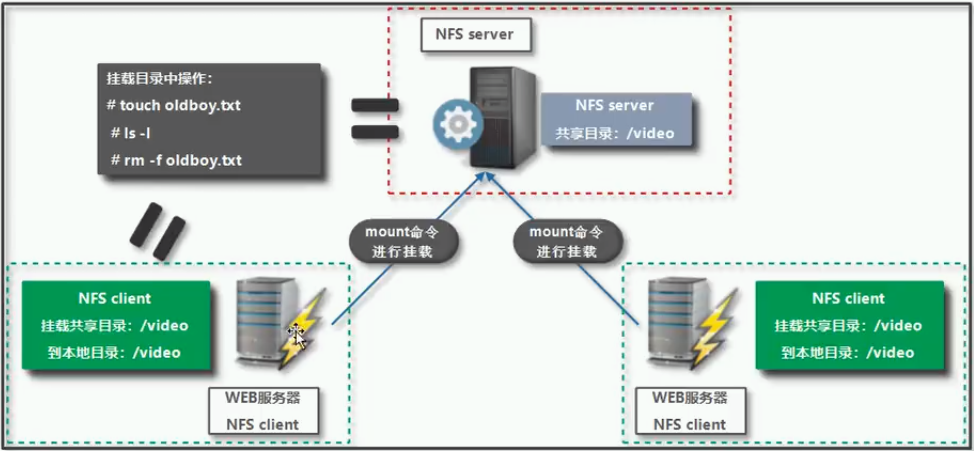 NFS server
挂载目录中操作：
# touch oldboy.txt
# ls -l
# rm -f oldboy.txt
NFS server
共享目录：/video
mount命令
进行挂载
mount命令
进行挂载
NFS client
挂载共享目录：/video
到本地目录：/video
WEB服务器
NFS client
NFS client
挂载共享目录：/video
到本地目录：/video
WEB服务器
NFS client